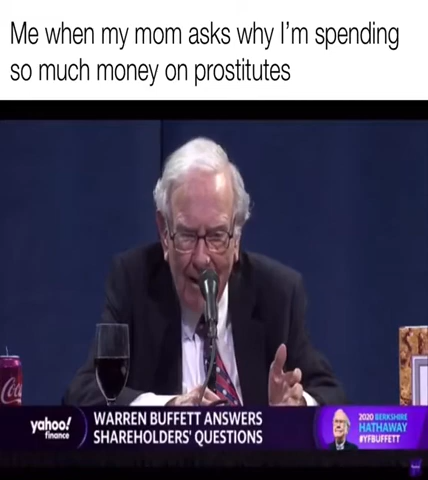 Me when my mom asks why I'm spending
so much money on prostitutes
Coca
yahoo!
finance
WARREN BUFFETT ANSWERS
SHAREHOLDERS' QUESTIONS
2020 BERKSHIRE
HATHAWAY
#YFBUFFETT